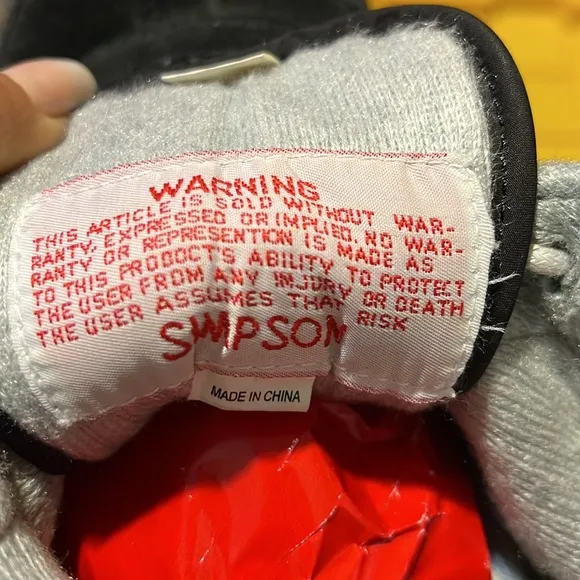 WARNING
THIS ARTICLE IS SOLD WITHOUT WAR-
RANTY, EXPRESSED OR IMPLIED. NO WAR-
RANTY OR REPRESENTION IS MADE AS
TO THIS PRODUCTS ABILITY TO PROTECT
THE USER FROM ANY INJURY OR DEATH
THE USER ASSUMES THAT RISK
SIMPSON
MADE IN CHINA